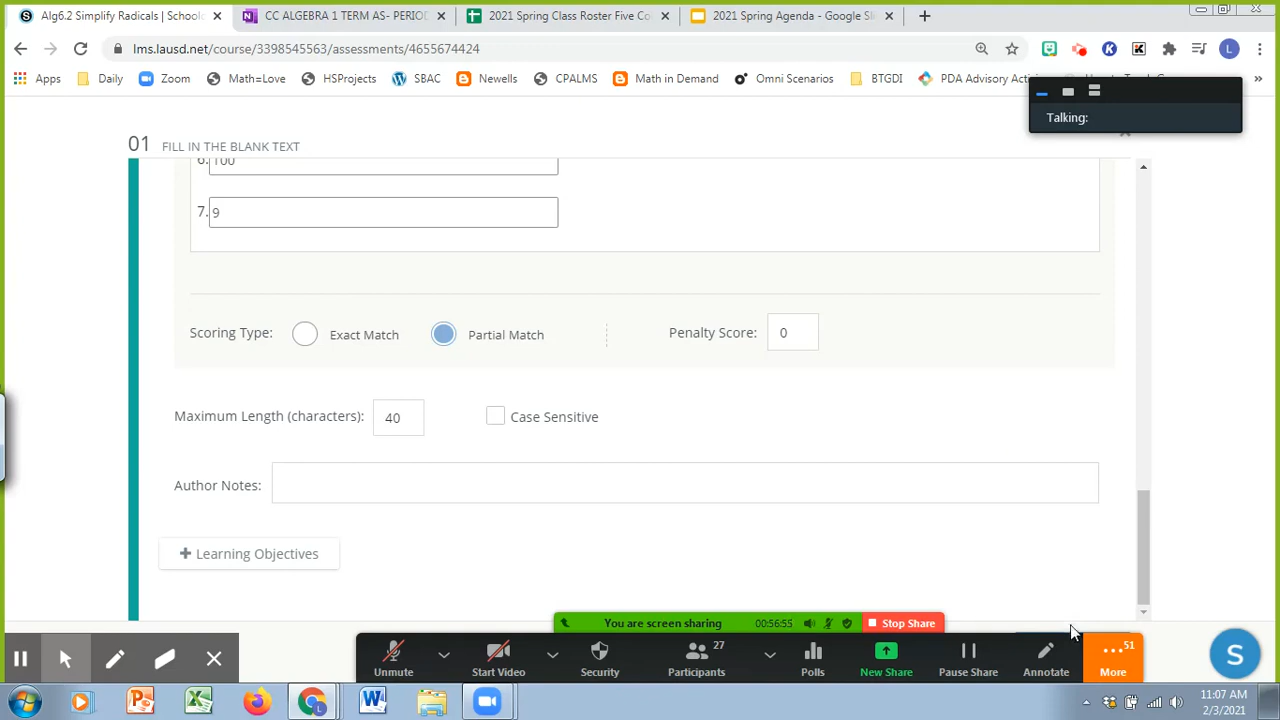 Alg6.2 Simplify Radicals | Schoolo
CC ALGEBRA 1 TERM AS- PERIOD
2021 Spring Class Roster Five Co
2021 Spring Agenda - Google Sli
lms.lausd.net/course/3398545563/assessments/4655674424
L
Apps Daily Zoom Math=Love HSProjects SBAC Newells CPALMS Math in Demand Omni Scenarios BTGDI PDA Advisory Activi
Talking:
01 FILL IN THE BLANK TEXT
6. 100
7. 9
Scoring Type: Exact Match Partial Match Penalty Score: 0
Maximum Length (characters): 40 Case Sensitive
Author Notes:
+ Learning Objectives
You are screen sharing 00:56:55 Stop Share
27
51
Unmute Start Video Security Participants Polls New Share Pause Share Annotate More
S
11:07 AM
2/3/2021